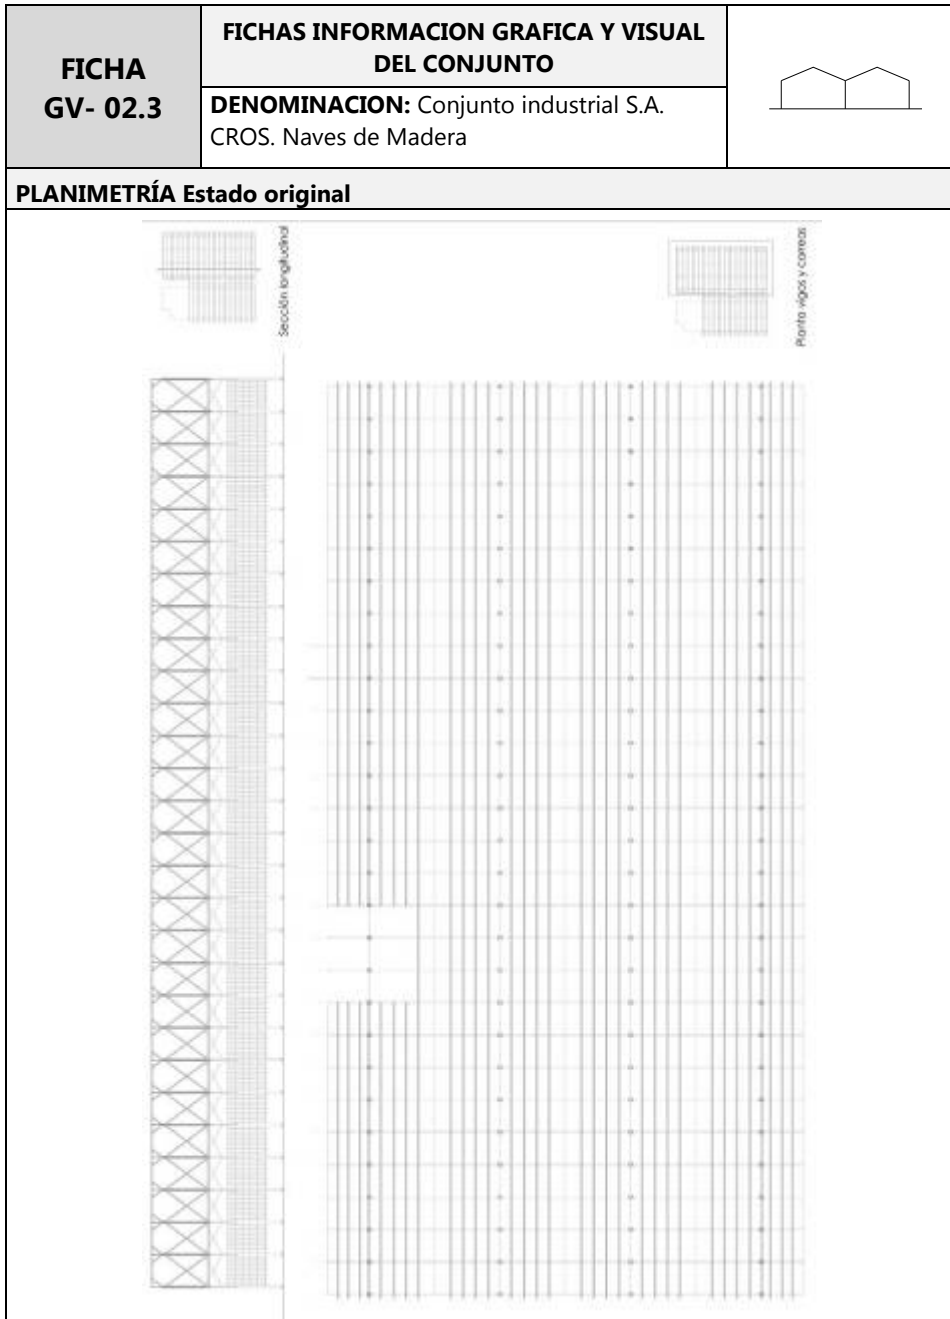 FICHA
GV- 02.3
FICHAS INFORMACION GRAFICA Y VISUAL
DEL CONJUNTO
DENOMINACION: Conjunto industrial S.A.
CROS. Naves de Madera
PLANIMETRÍA Estado original
Sección longitudinal
Planta vigas y correas